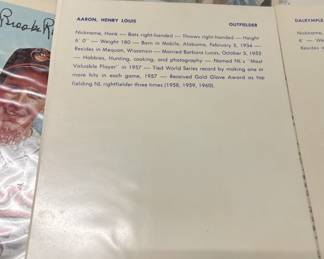 Brooks R
AARON, HENRY LOUIS OUTFIELDER
Nickname, Hank — Bats right-handed — Throws right-handed — Height
6' 0" — Weight 180 — Born in Mobile, Alabama, February 5, 1934 —
Resides in Mequon, Wisconsin — Married Barbara Lucas, October 5, 1953
— Hobbies, Hunting, cooking, and photography — Named NL's "Most
Valuable Player" in 1957 — Tied World Series record by making one or
more hits in each game, 1957 — Received Gold Glove Award as top
fielding NL rightfielder three times (1958, 1959, 1960).
DALRYMPLE